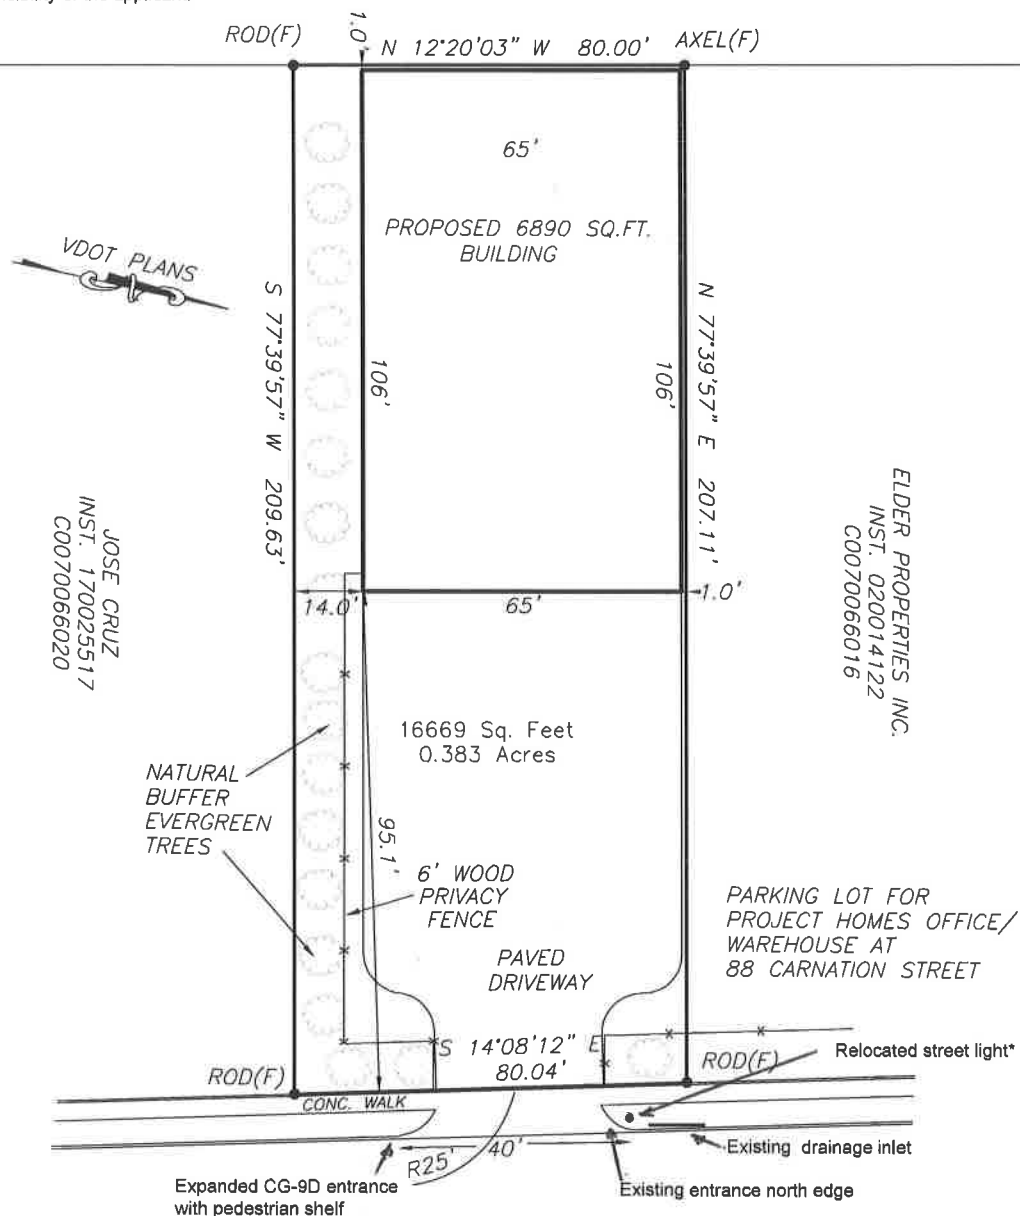 ROD(F)
1.0'
N 12°20'03" W 80.00'
AXEL(F)
65'
PROPOSED 6890 SQ.FT.
BUILDING
VDOT PLANS
S 77°39'57" W 209.63'
106'
106'
N 77°39'57" E 207.11'
JOSE CRUZ
INST. 170025517
C0070066020
ELDER PROPERTIES INC.
INST. 020014122
C0070066016
14.0'
65'
1.0'
16669 Sq. Feet
0.383 Acres
NATURAL
BUFFER
EVERGREEN
TREES
95.1'
6' WOOD
PRIVACY
FENCE
PAVED
DRIVEWAY
PARKING LOT FOR
PROJECT HOMES OFFICE/
WAREHOUSE AT
88 CARNATION STREET
S 14°08'12" E
80.04'
Relocated street light*
ROD(F)
ROD(F)
CONC. WALK
40'
R25'
Existing drainage inlet
Expanded CG-9D entrance
with pedestrian shelf
Existing entrance north edge